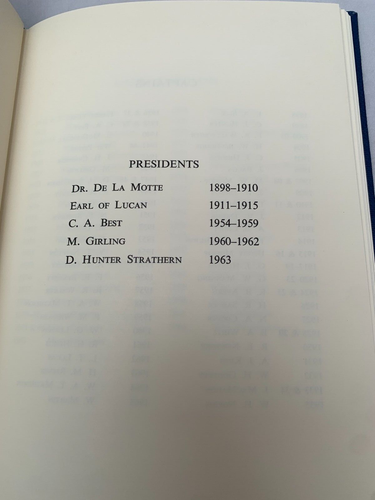 PRESIDENTS
DR. DE LA MOTTE 1898–1910
EARL OF LUCAN 1911–1915
C. A. BEST 1954–1959
M. GIRLING 1960–1962
D. HUNTER STRATHERN 1963